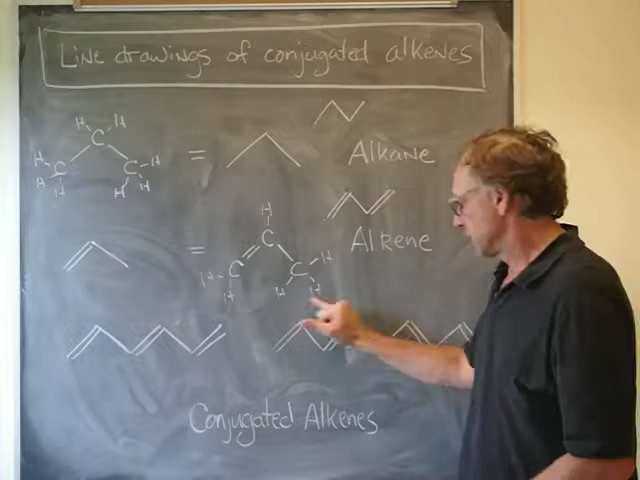 Line drawings of conjugated alkenes
H H
C
H C C H
H H H H
=
Alkane
H
C
= Alkene
H C C H
H H H
Conjugated Alkenes